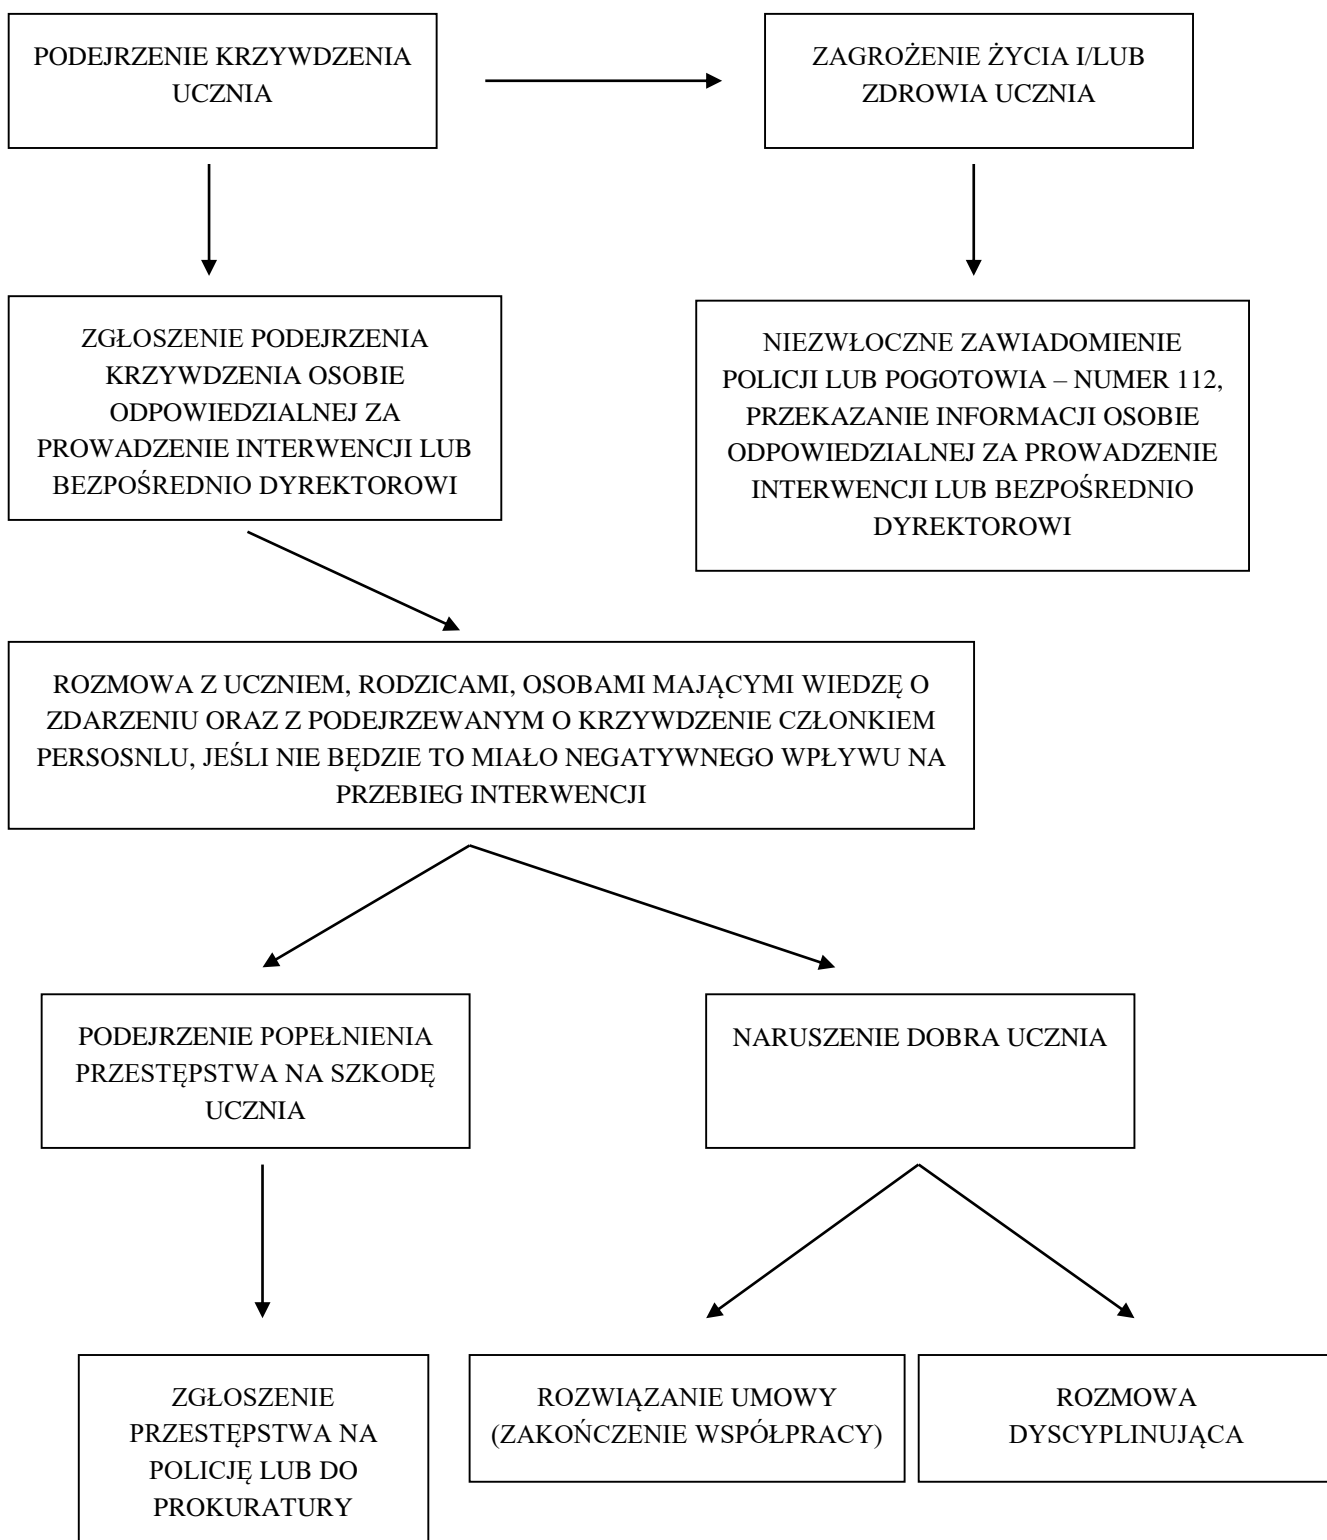 PODEJRZENIE KRZYWDZENIA
UCZNIA
ZAGROŻENIE ŻYCIA I/LUB
ZDROWIA UCZNIA
ZGŁOSZENIE PODEJRZENIA
KRZYWDZENIA OSOBIE
ODPOWIEDZIALNEJ ZA
PROWADZENIE INTERWENCJI LUB
BEZPOŚREDNIO DYREKTOROWI
NIEZWŁOCZNE ZAWIADOMIENIE
POLICJI LUB POGOTOWIA – NUMER 112,
PRZEKAZANIE INFORMACJI OSOBIE
ODPOWIEDZIALNEJ ZA PROWADZENIE
INTERWENCJI LUB BEZPOŚREDNIO
DYREKTOROWI
ROZMOWA Z UCZNIEM, RODZICAMI, OSOBAMI MAJĄCYMI WIEDZĘ O
ZDARZENIU ORAZ Z PODEJRZEWANYM O KRZYWDZENIE CZŁONKIEM
PERSOSNLU, JEŚLI NIE BĘDZIE TO MIAŁO NEGATYWNEGO WPŁYWU NA
PRZEBIEG INTERWENCJI
PODEJRZENIE POPEŁNIENIA
PRZESTĘPSTWA NA SZKODĘ
UCZNIA
NARUSZENIE DOBRA UCZNIA
ZGŁOSZENIE
PRZESTĘPSTWA NA
POLICJĘ LUB DO
PROKURATURY
ROZWIĄZANIE UMOWY
(ZAKOŃCZENIE WSPÓŁPRACY)
ROZMOWA
DYSCYPLINUJĄCA